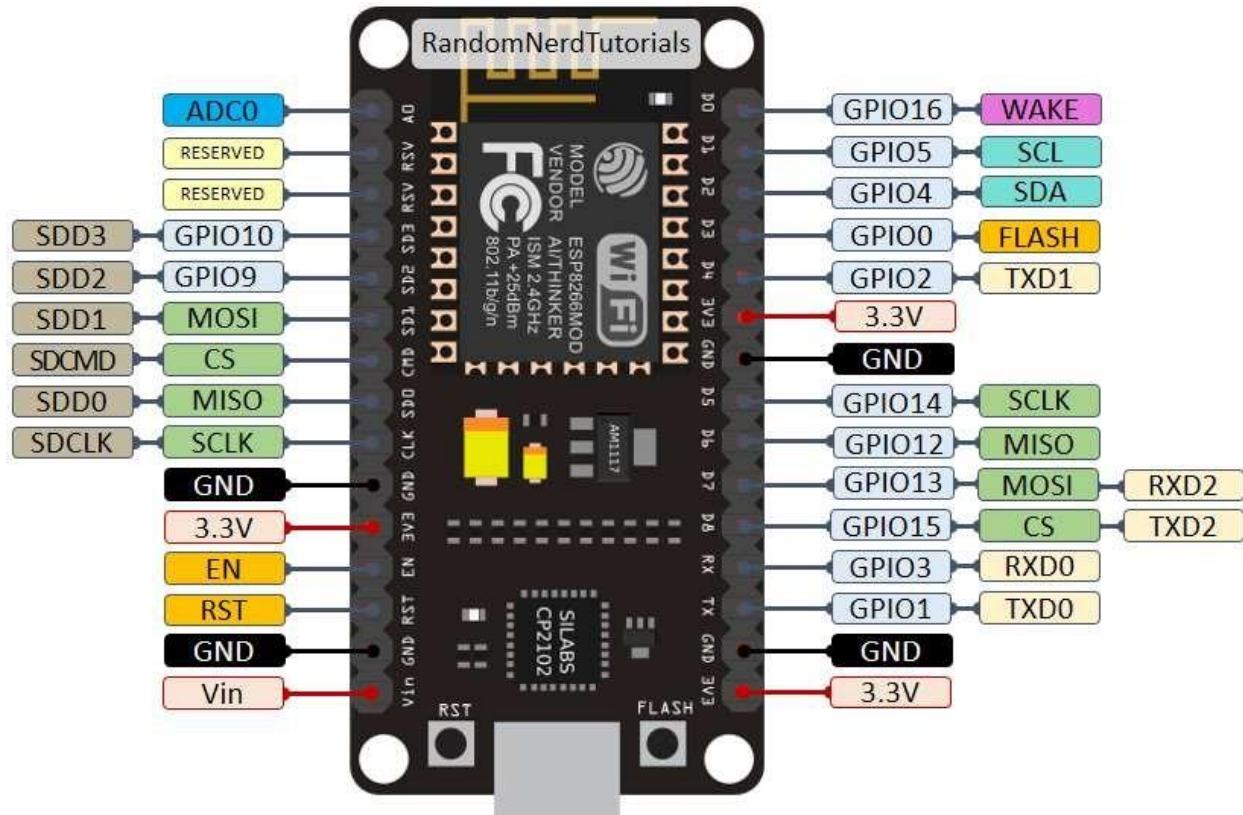 RandomNerdTutorials
ADC0
RESERVED
RESERVED
SDD3 GPIO10
SDD2 GPIO9
SDD1 MOSI
SDCMD CS
SDD0 MISO
SDCLK SCLK
GND
3.3V
EN
RST
GND
Vin
A0
RSV
RSV
SD3
SD2
SD1
CMD
SD0
CLK
GND
3V3
EN
RST
GND
Vin
MODEL ESP8266MOD
VENDOR AI/THINKER
ISM 2.4GHz
PA +25dBm
802.11b/g/n
FC
WiFi
AM1117
SILABS
CP2102
RST
FLASH
D0
D1
D2
D3
D4
3V3
GND
D5
D6
D7
D8
RX
TX
GND
3V3
GPIO16 WAKE
GPIO5 SCL
GPIO4 SDA
GPIO0 FLASH
GPIO2 TXD1
3.3V
GND
GPIO14 SCLK
GPIO12 MISO
GPIO13 MOSI RXD2
GPIO15 CS TXD2
GPIO3 RXD0
GPIO1 TXD0
GND
3.3V